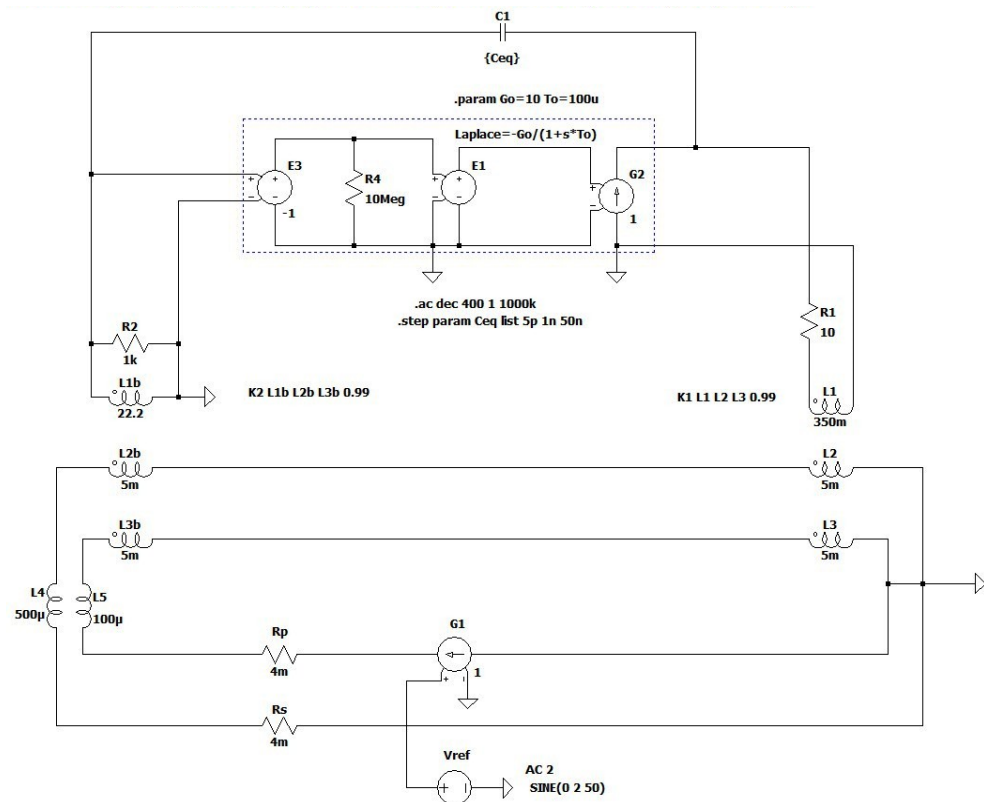 C1
{Ceq}
.param Go=10 To=100u
Laplace=-Go/(1+s*To)
E3
-1
R4
10Meg
E1
G2
1
.ac dec 400 1 1000k
.step param Ceq list 5p 1n 50n
R2
1k
R1
10
L1b
22.2
K2 L1b L2b L3b 0.99
K1 L1 L2 L3 0.99
L1
350m
L2b
5m
L2
5m
L3b
5m
L3
5m
L4
500µ
L5
100µ
Rp
4m
G1
1
Rs
4m
Vref
AC 2
SINE(0 2 50)